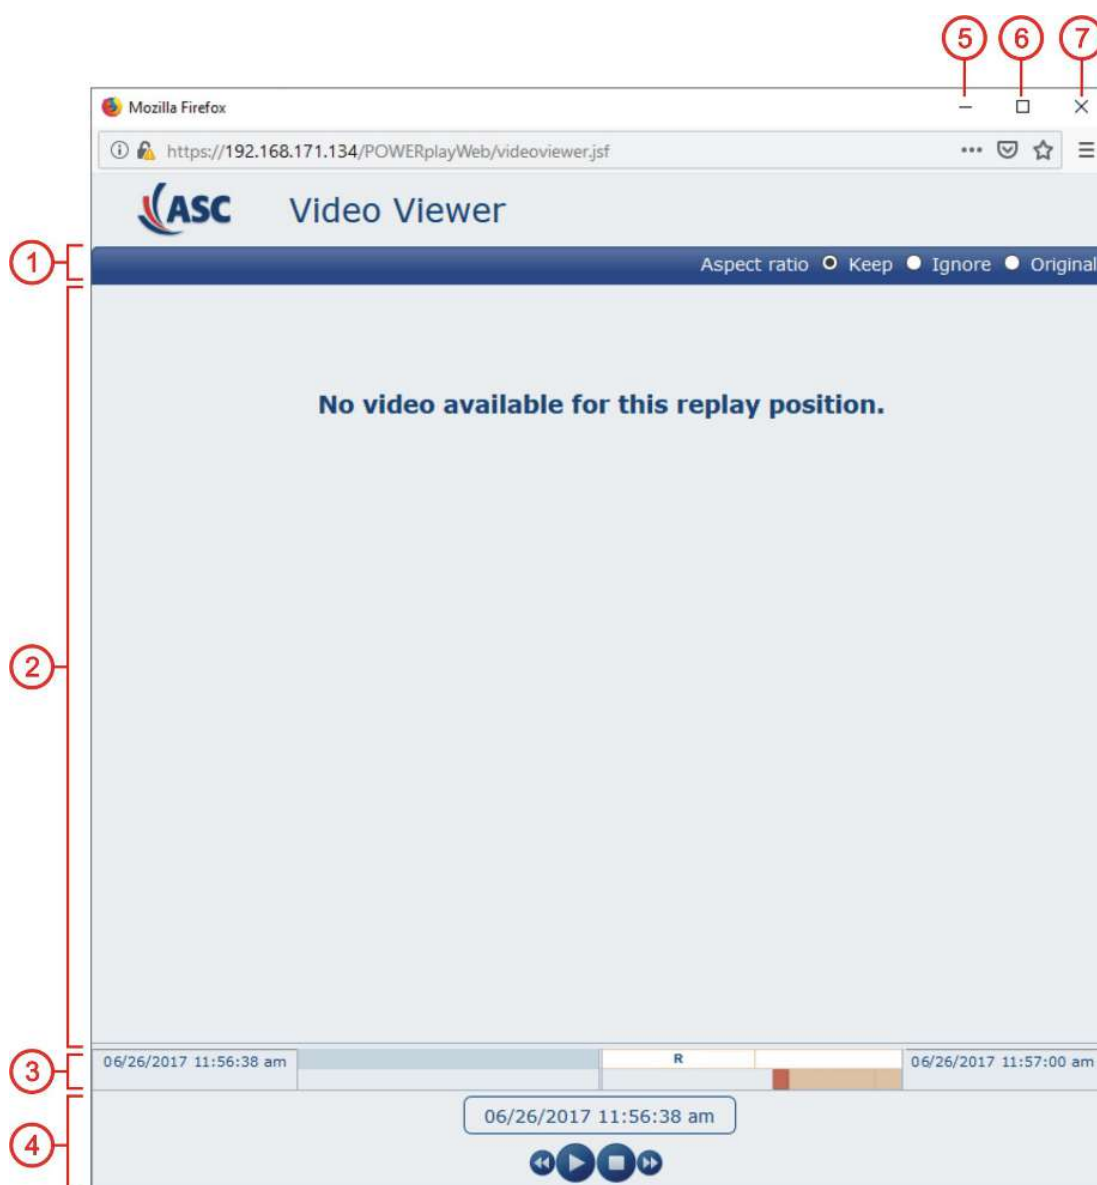 5 6 7
Mozilla Firefox
https://192.168.171.134/POWERplayWeb/videoviewer.jsf
ASC Video Viewer
1
Aspect ratio Keep Ignore Original
No video available for this replay position.
2
3
06/26/2017 11:56:38 am R 06/26/2017 11:57:00 am
4
06/26/2017 11:56:38 am